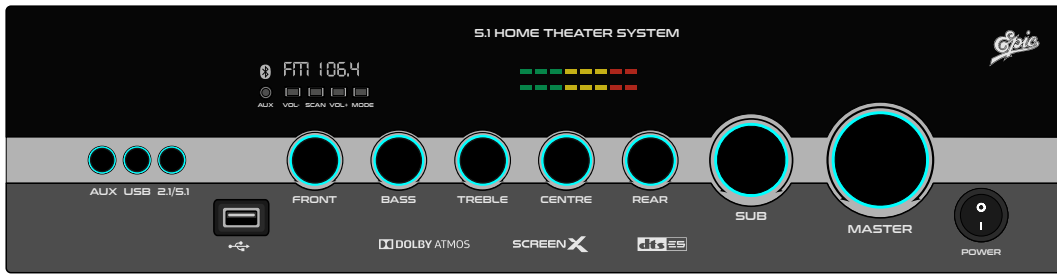 5.1 HOME THEATER SYSTEM
Epic
FM 106.4
AUX VOL- SCAN VOL+ MODE
AUX USB 2.1/5.1
FRONT BASS TREBLE CENTRE REAR SUB MASTER
DOLBY ATMOS SCREENX dts ES
POWER